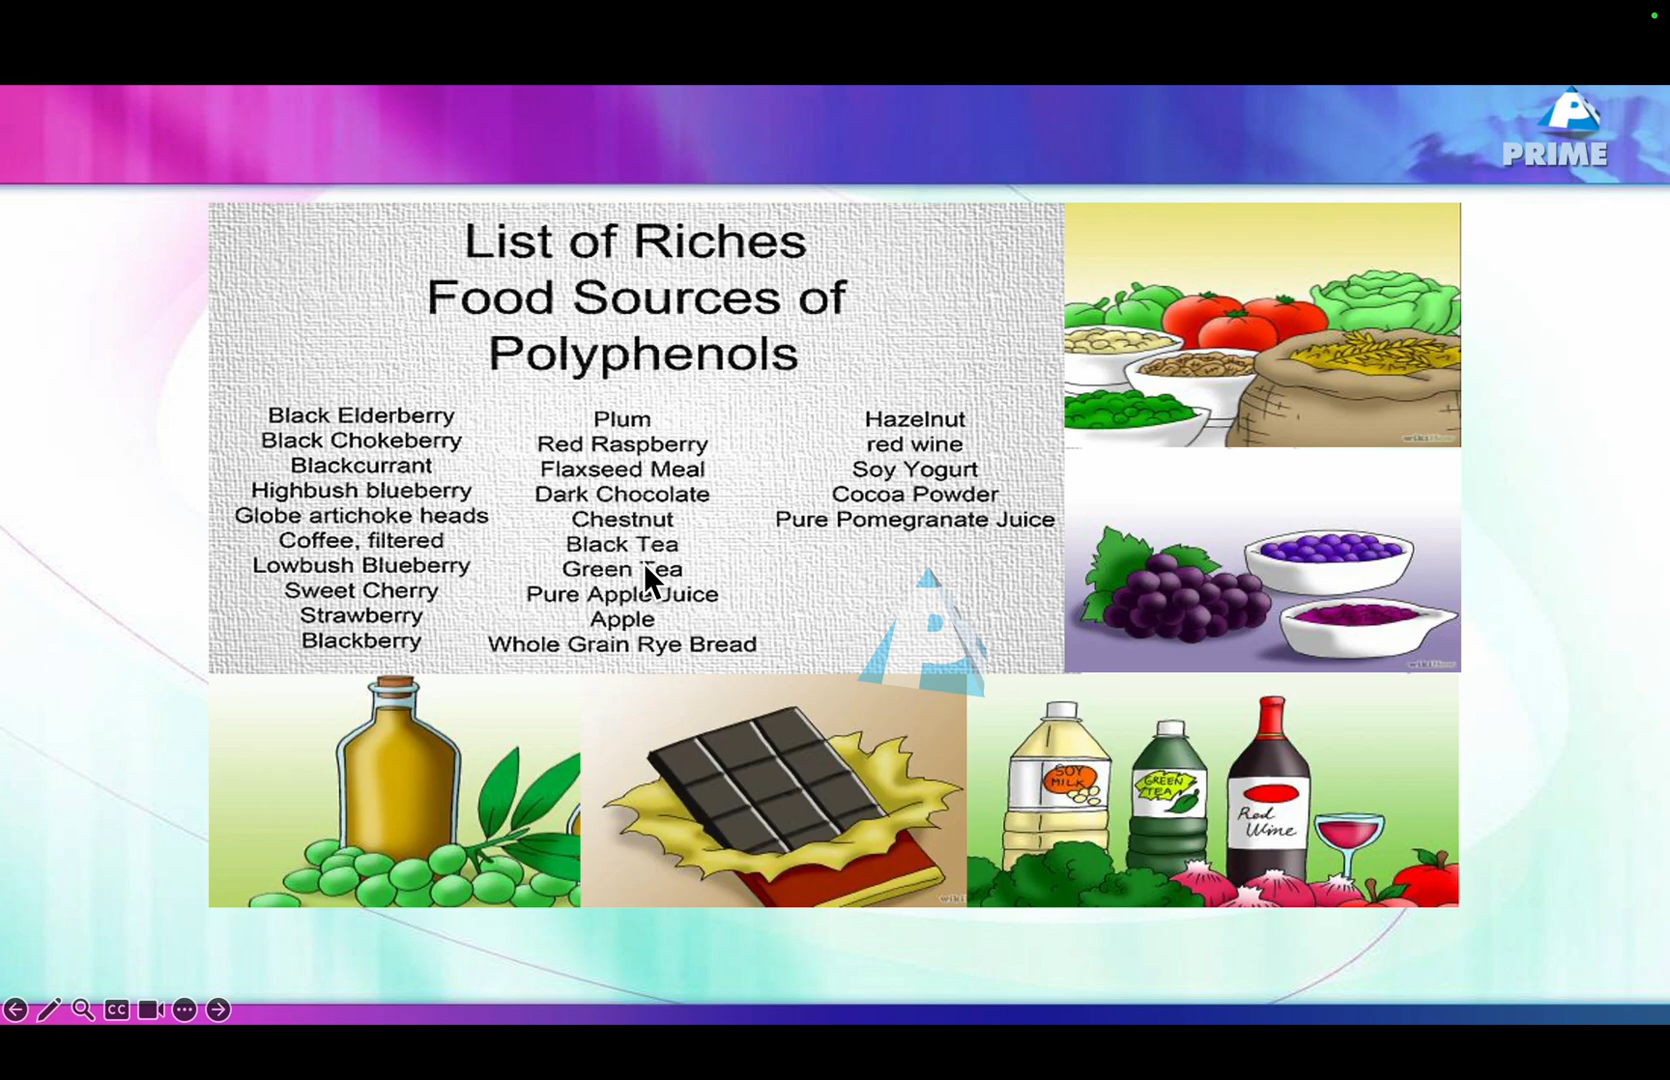 PRIME
List of Riches
Food Sources of
Polyphenols
Black Elderberry
Black Chokeberry
Blackcurrant
Highbush blueberry
Globe artichoke heads
Coffee, filtered
Lowbush Blueberry
Sweet Cherry
Strawberry
Blackberry
Plum
Red Raspberry
Flaxseed Meal
Dark Chocolate
Chestnut
Black Tea
Green Tea
Pure Apple Juice
Apple
Whole Grain Rye Bread
Hazelnut
red wine
Soy Yogurt
Cocoa Powder
Pure Pomegranate Juice
SOY
MILK
GREEN
TEA
Red
Wine
CC